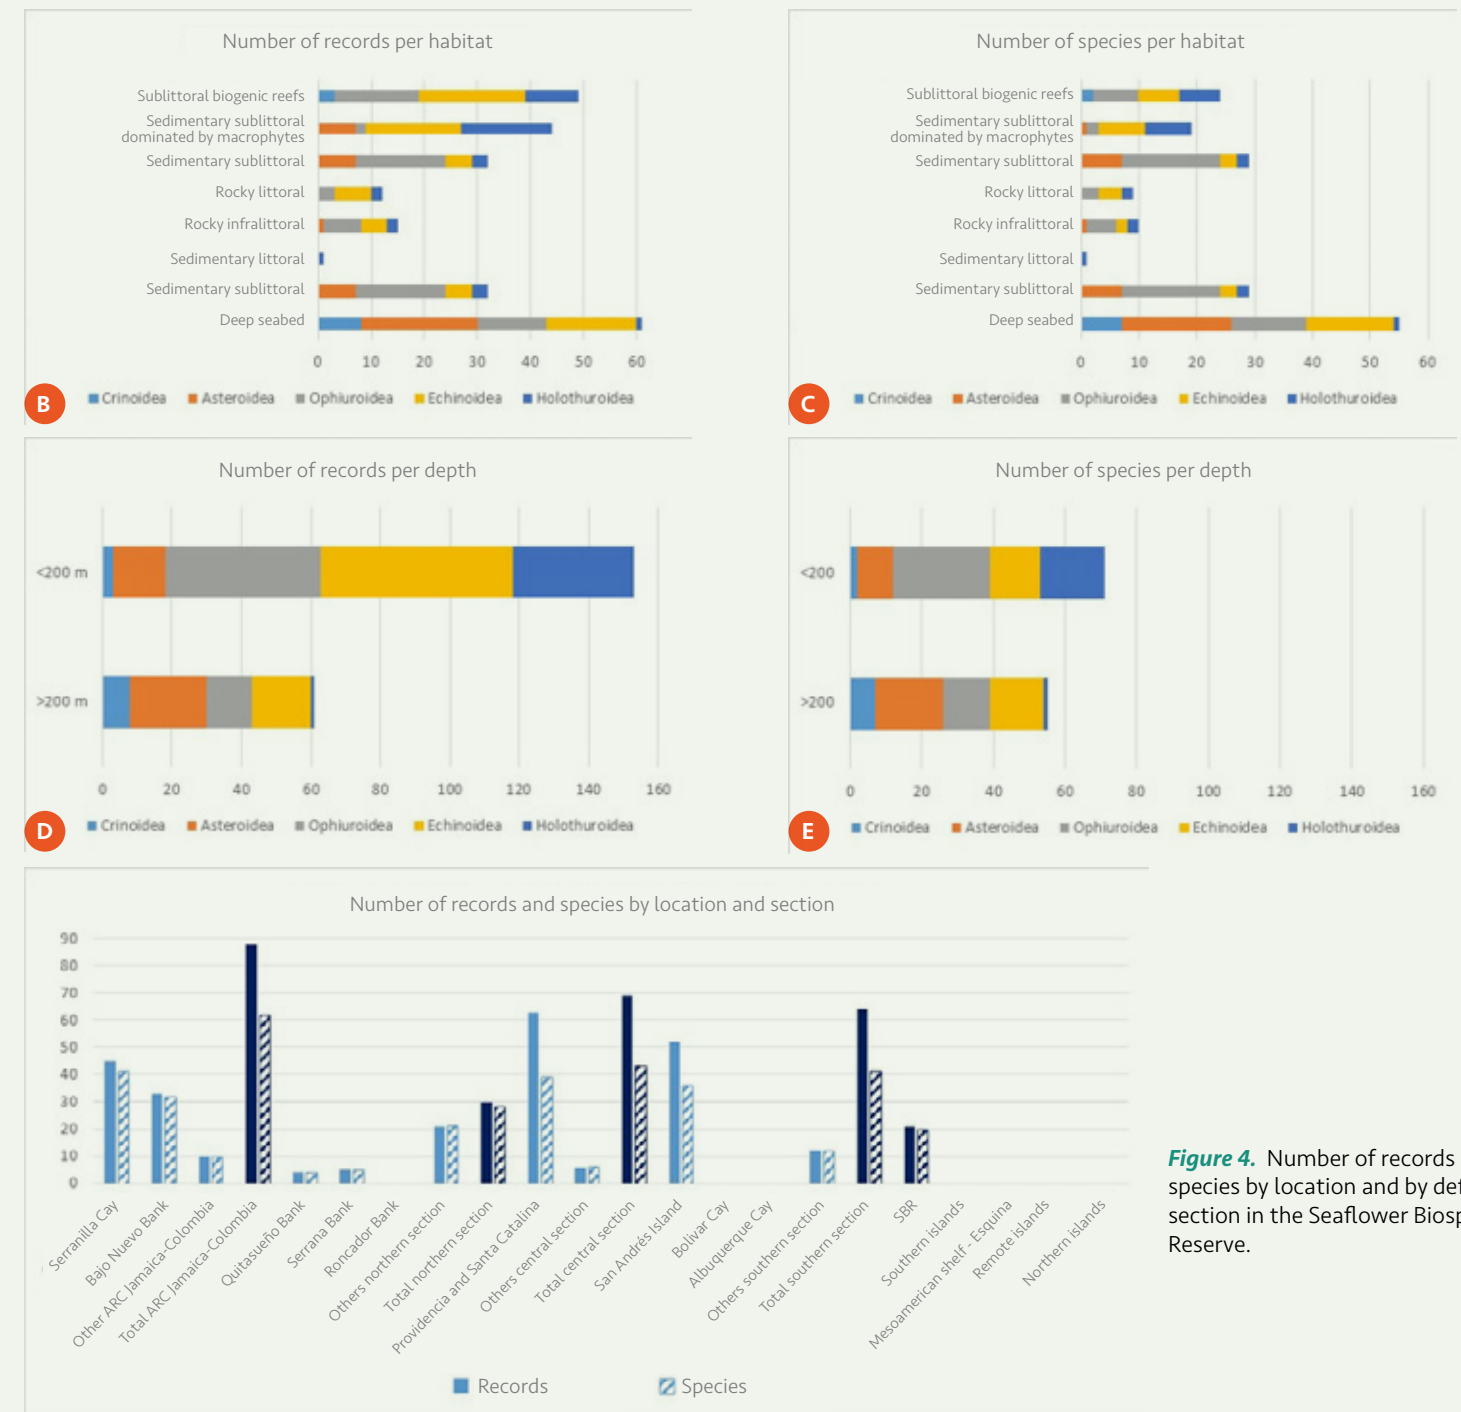 Number of records per habitat
Sublittoral biogenic reefs
Sedimentary sublittoral
dominated by macrophytes
Sedimentary sublittoral
Rocky littoral
Rocky infralittoral
Sedimentary littoral
Sedimentary sublittoral
Deep seabed
0 10 20 30 40 50 60
B
Crinoidea Asteroidea Ophiuroidea Echinoidea Holothuroidea
Number of species per habitat
Sublittoral biogenic reefs
Sedimentary sublittoral
dominated by macrophytes
Sedimentary sublittoral
Rocky littoral
Rocky infralittoral
Sedimentary littoral
Sedimentary sublittoral
Deep seabed
0 10 20 30 40 50 60
C
Crinoidea Asteroidea Ophiuroidea Echinoidea Holothuroidea
Number of records per depth
<200 m
>200 m
0 20 40 60 80 100 120 140 160
D
Crinoidea Asteroidea Ophiuroidea Echinoidea Holothuroidea
Number of species per depth
<200
>200
0 20 40 60 80 100 120 140 160
E
Crinoidea Asteroidea Ophiuroidea Echinoidea Holothuroidea
Number of records and species by location and section
90
80
70
60
50
40
30
20
10
0
Serranilla Cay
Bajo Nuevo Bank
Other ARC Jamaica-Colombia
Total ARC Jamaica-Colombia
Quitasueño Bank
Serrana Bank
Roncador Bank
Others northern section
Total northern section
Providencia and Santa Catalina
Others central section
Total central section
San Andrés Island
Bolivar Cay
Albuquerque Cay
Others southern section
Total southern section
SBR
Southern islands
Mesoamerican shelf - Esquina
Remote islands
Northern islands
Records Species
Figure 4. Number of records
species by location and by def
section in the Seaflower Biosp
Reserve.